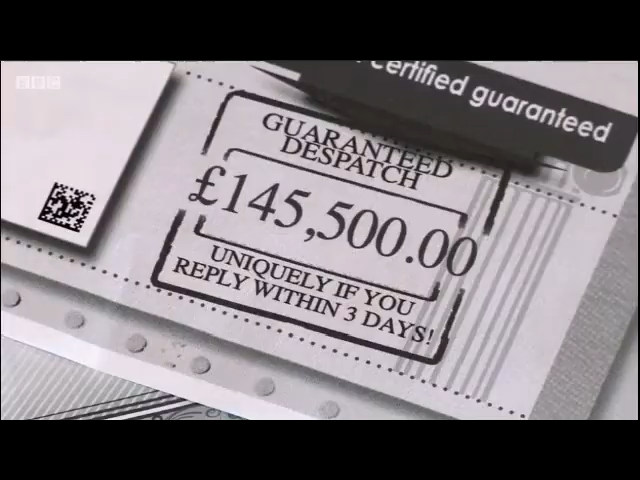 BBC
certified guaranteed
GUARANTEED
DESPATCH
£145,500.00
UNIQUELY IF YOU
REPLY WITHIN 3 DAYS!